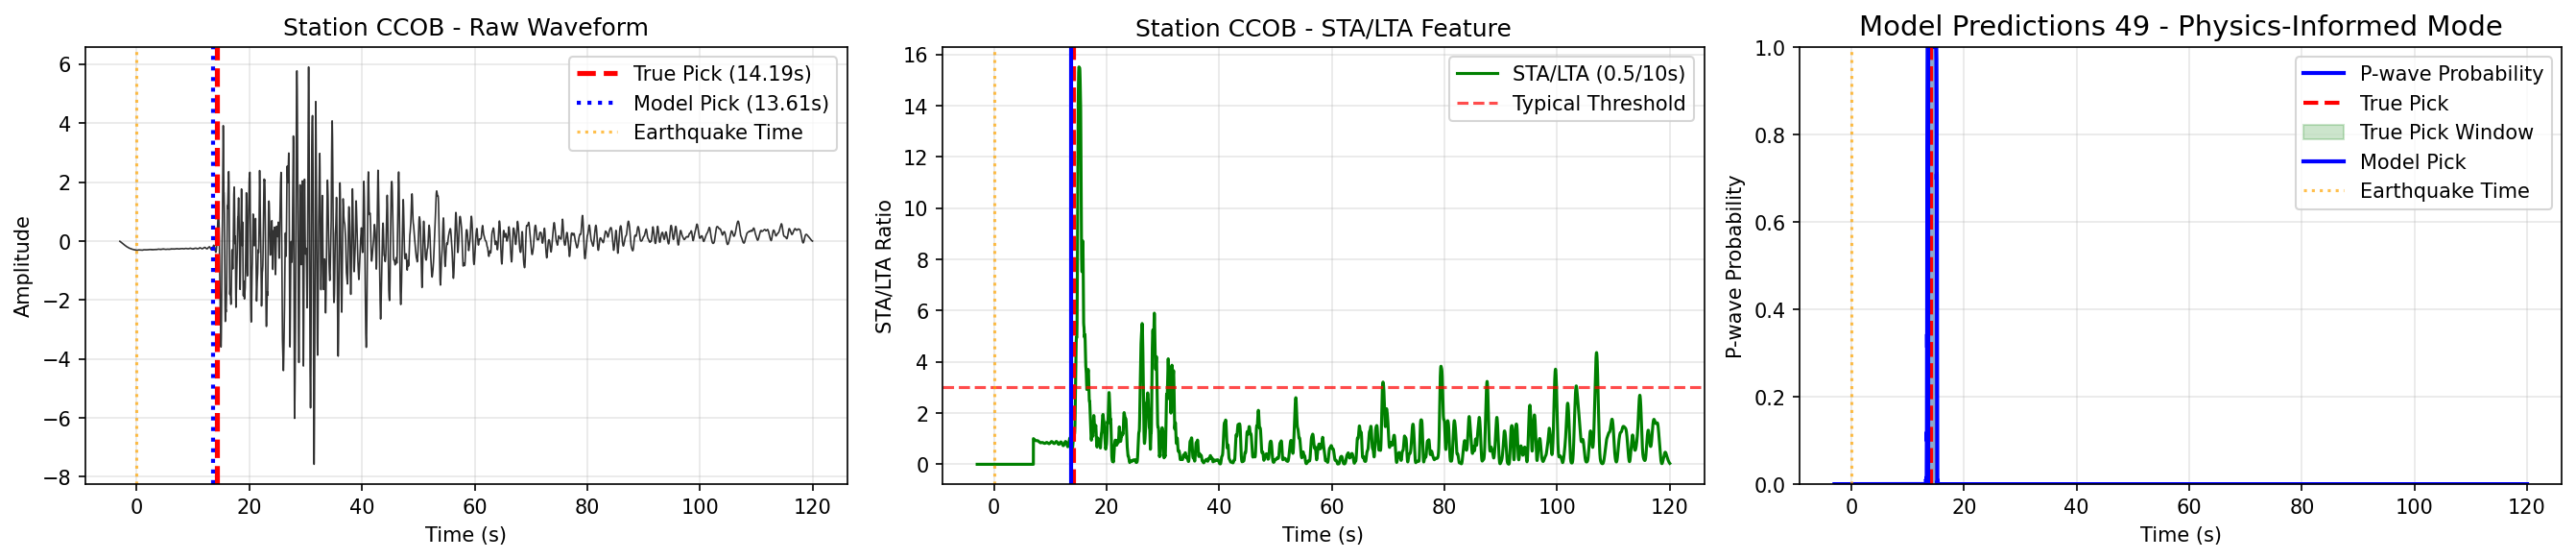 Station CCOB - Raw Waveform
True Pick (14.19s)
Model Pick (13.61s)
Earthquake Time
6
4
2
0
−2
−4
−6
−8
Amplitude
0
20
40
60
80
100
120
Time (s)
Station CCOB - STA/LTA Feature
STA/LTA (0.5/10s)
Typical Threshold
16
14
12
10
8
6
4
2
0
STA/LTA Ratio
0
20
40
60
80
100
120
Time (s)
Model Predictions 49 - Physics-Informed Mode
P-wave Probability
True Pick
True Pick Window
Model Pick
Earthquake Time
1.0
0.8
0.6
0.4
0.2
0.0
P-wave Probability
0
20
40
60
80
100
120
Time (s)